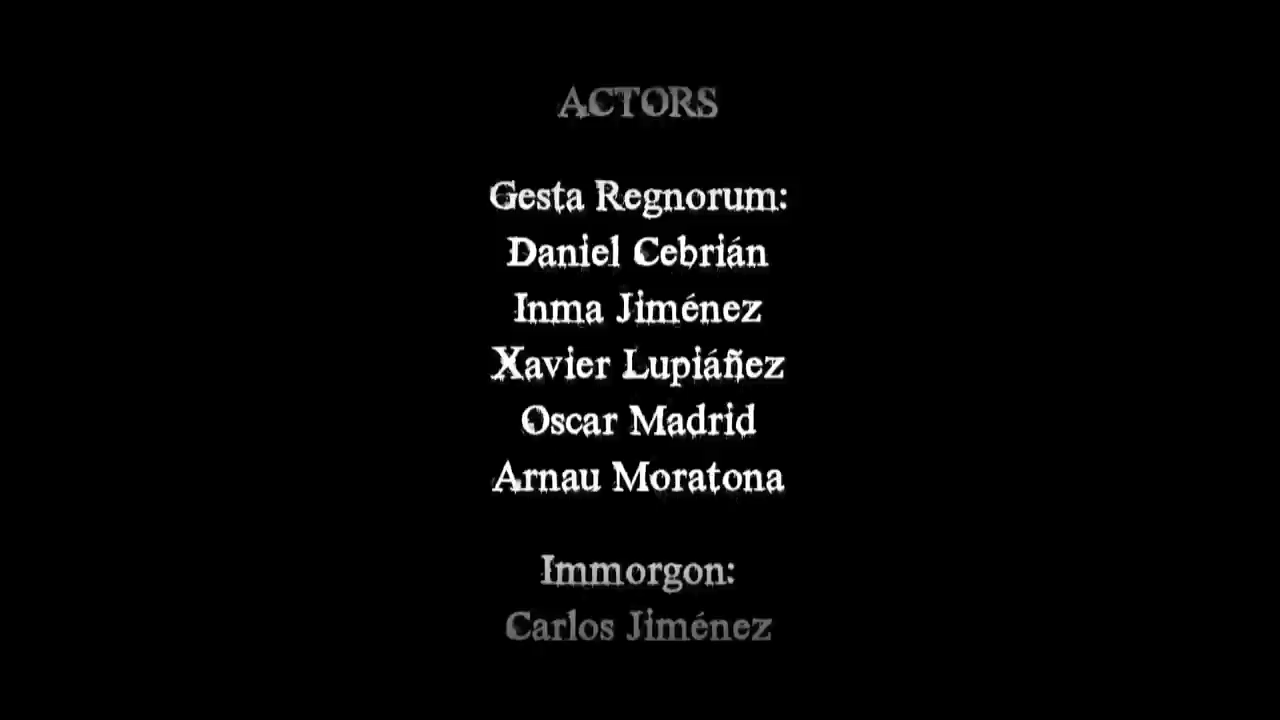 ACTORS
Gesta Regnorum:
Daniel Cebrián
Inma Jiménez
Xavier Lupiáñez
Oscar Madrid
Arnau Moratona
Immorgon:
Carlos Jiménez